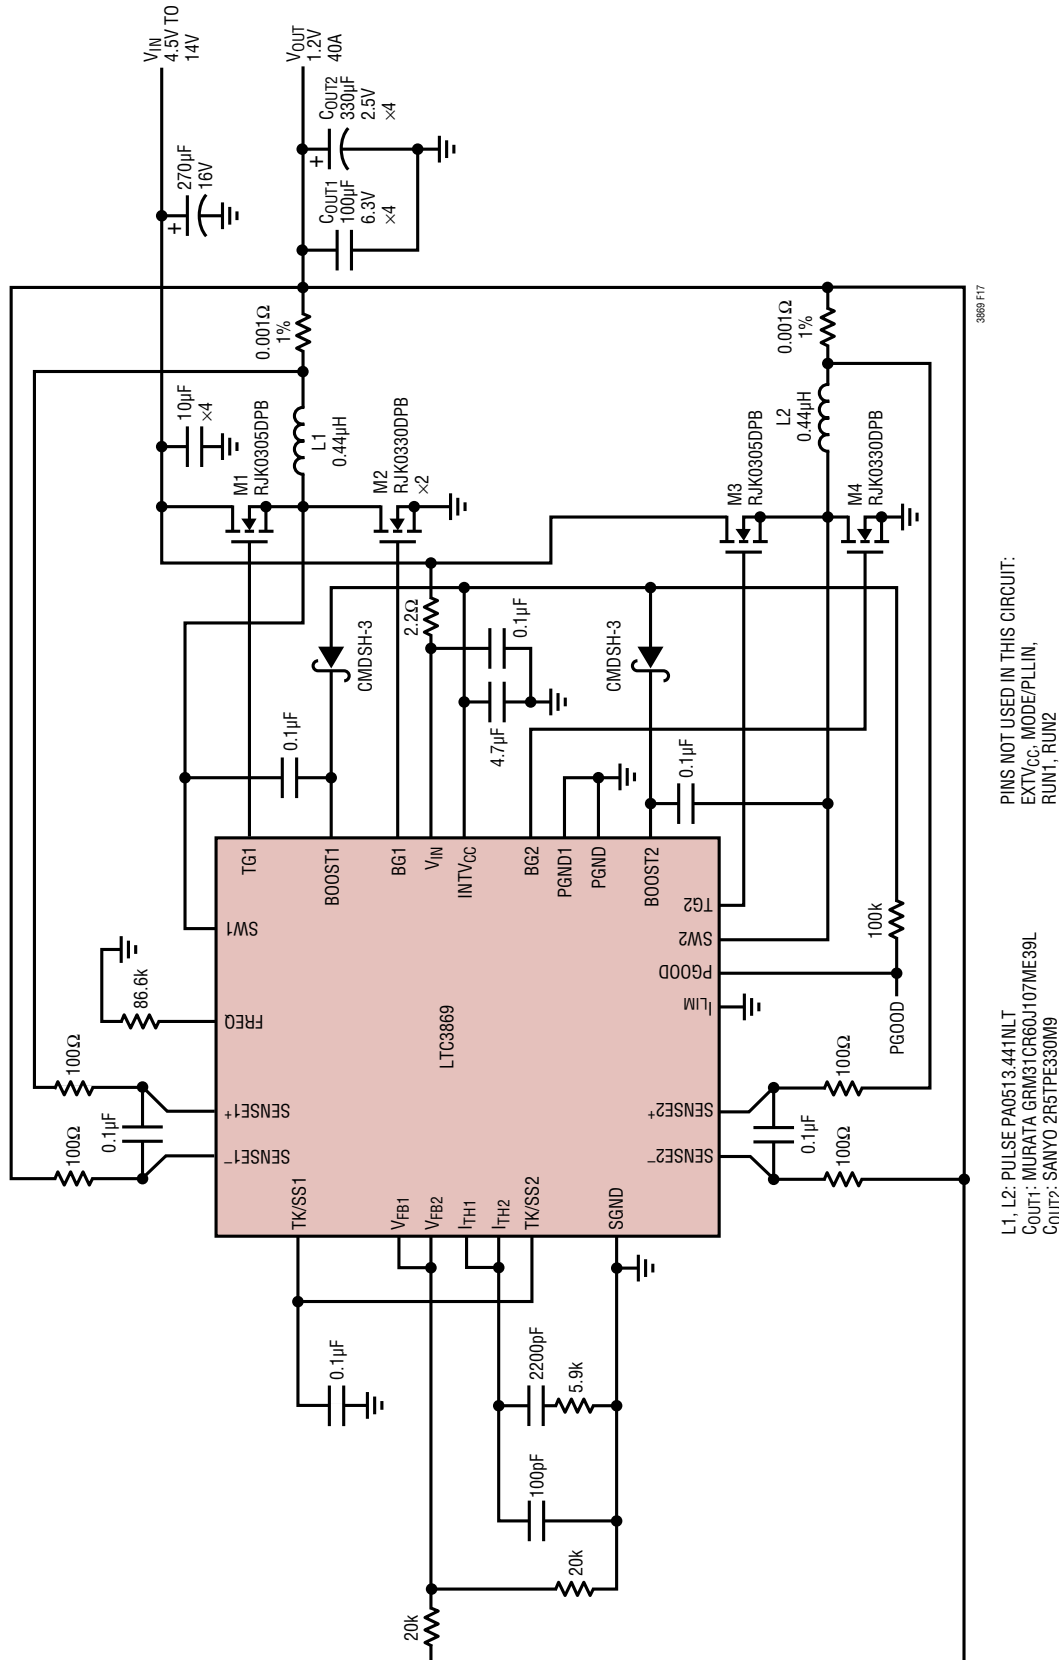 V_IN
4.5V TO
14V
V_OUT
1.2V
40A
+
270µF
16V
+
C_OUT2
330µF
2.5V
×4
C_OUT1
100µF
6.3V
×4
0.001Ω
1%
10µF
×4
M1
RJK0305DPB
L1
0.44µH
M2
RJK0330DPB
×2
0.001Ω
1%
L2
0.44µH
M3
RJK0305DPB
M4
RJK0330DPB
2.2Ω
CMDSH-3
0.1µF
4.7µF
CMDSH-3
0.1µF
0.1µF
100k
PGOOD
TG1
BOOST1
BG1
V_IN
INTV_CC
BG2
PGND1
PGND
BOOST2
SW1
FREQ
SENSE1+
SENSE1–
TG2
SW2
PGOOD
I_LIM
SENSE2+
SENSE2–
LTC3869
TK/SS1
V_FB1
V_FB2
I_TH1
I_TH2
TK/SS2
SGND
86.6k
100Ω
0.1µF
100Ω
100Ω
0.1µF
100Ω
0.1µF
2200pF
5.9k
100pF
20k
20k
3869 F17
PINS NOT USED IN THIS CIRCUIT:
EXTV_CC, MODE/PLLIN,
RUN1, RUN2
L1, L2: PULSE PA0513.441NLT
C_OUT1: MURATA GRM31CR60J107ME39L
C_OUT2: SANYO 2R5TPE330M9